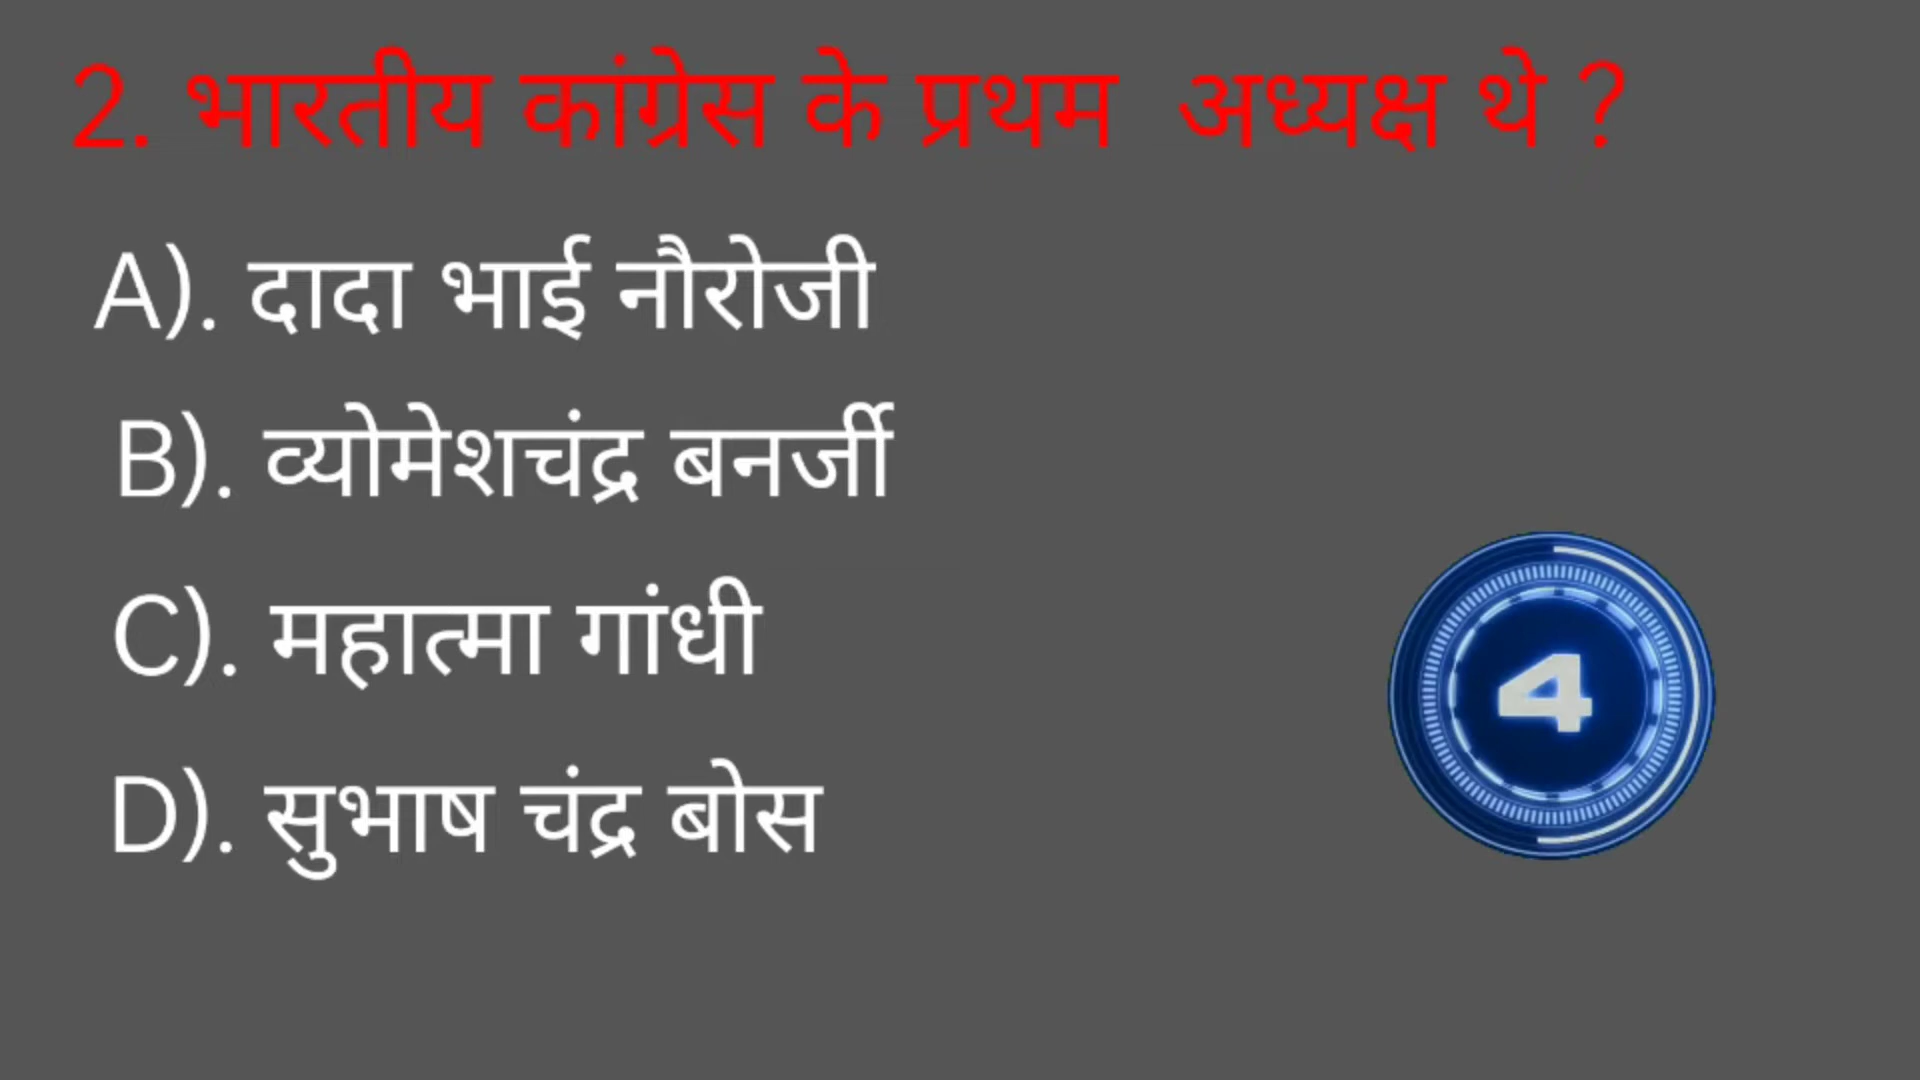 2. भारतीय कांग्रेस के प्रथम अध्यक्ष थे ?
A). दादा भाई नौरोजी
B). व्योमेशचंद्र बनर्जी
C). महात्मा गांधी
D). सुभाष चंद्र बोस
4